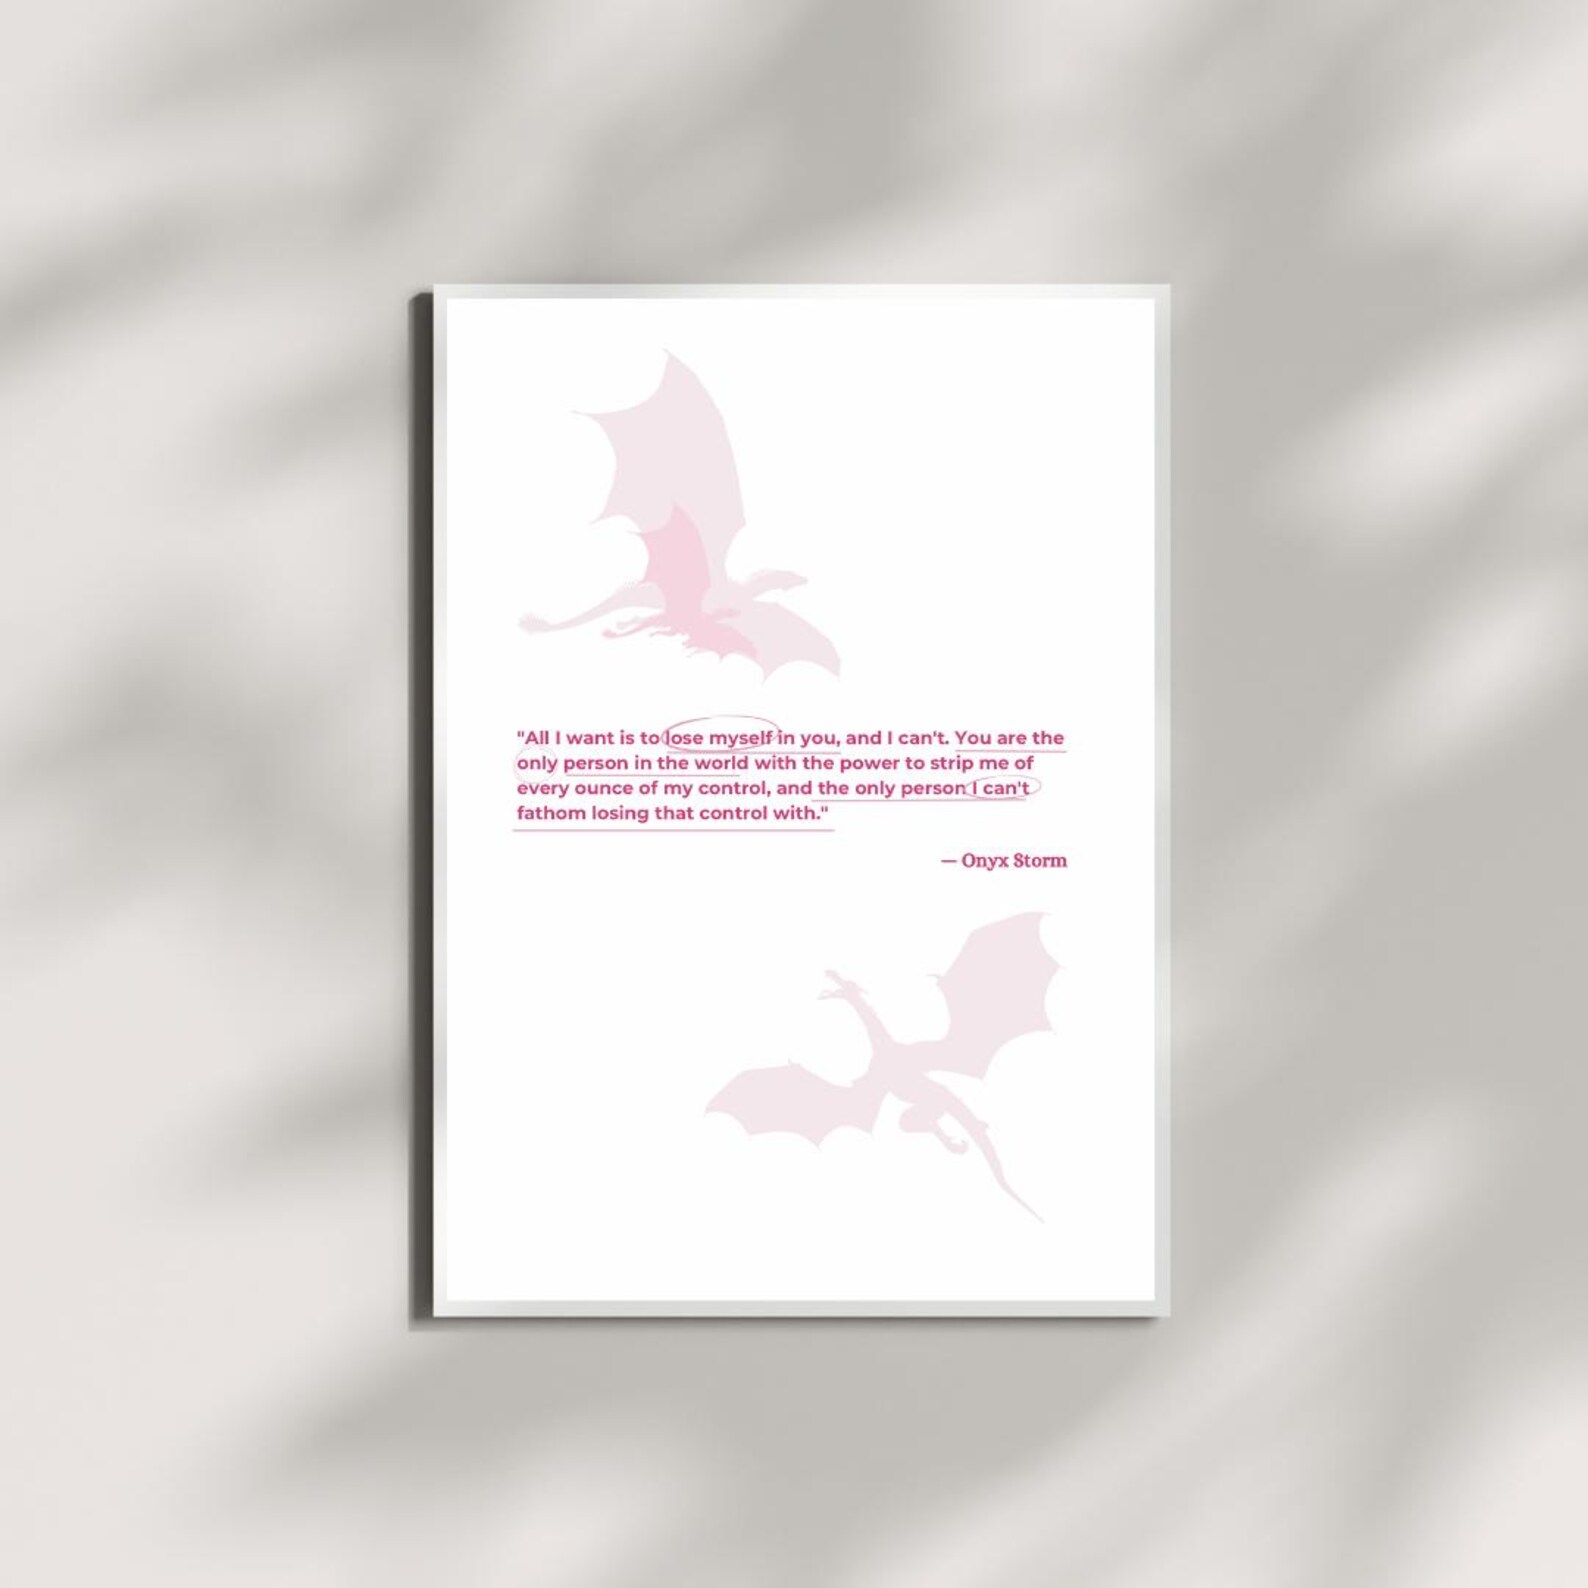 "All I want is to lose myself in you, and I can't. You are the
only person in the world with the power to strip me of
every ounce of my control, and the only person I can't
fathom losing that control with."
— Onyx Storm